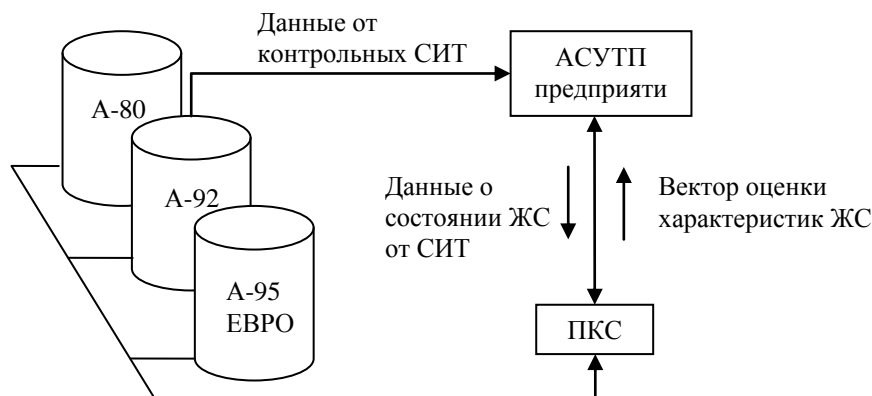 Данные от
контрольных СИТ
АСУТП
предприяти
А-80
А-92
А-95
ЕВРО
Данные о
состоянии ЖС
от СИТ
Вектор оценки
характеристик ЖС
ПКС